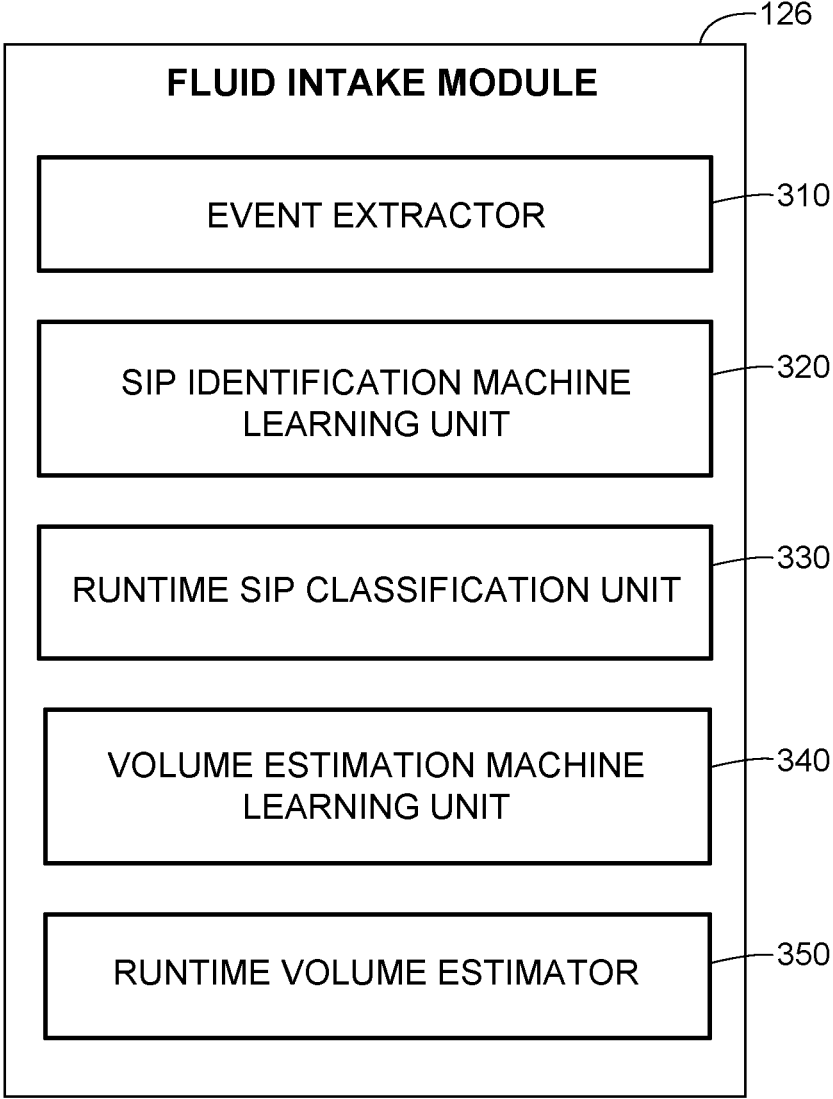 126
FLUID INTAKE MODULE
EVENT EXTRACTOR
310
SIP IDENTIFICATION MACHINE
LEARNING UNIT
320
RUNTIME SIP CLASSIFICATION UNIT
330
VOLUME ESTIMATION MACHINE
LEARNING UNIT
340
RUNTIME VOLUME ESTIMATOR
350